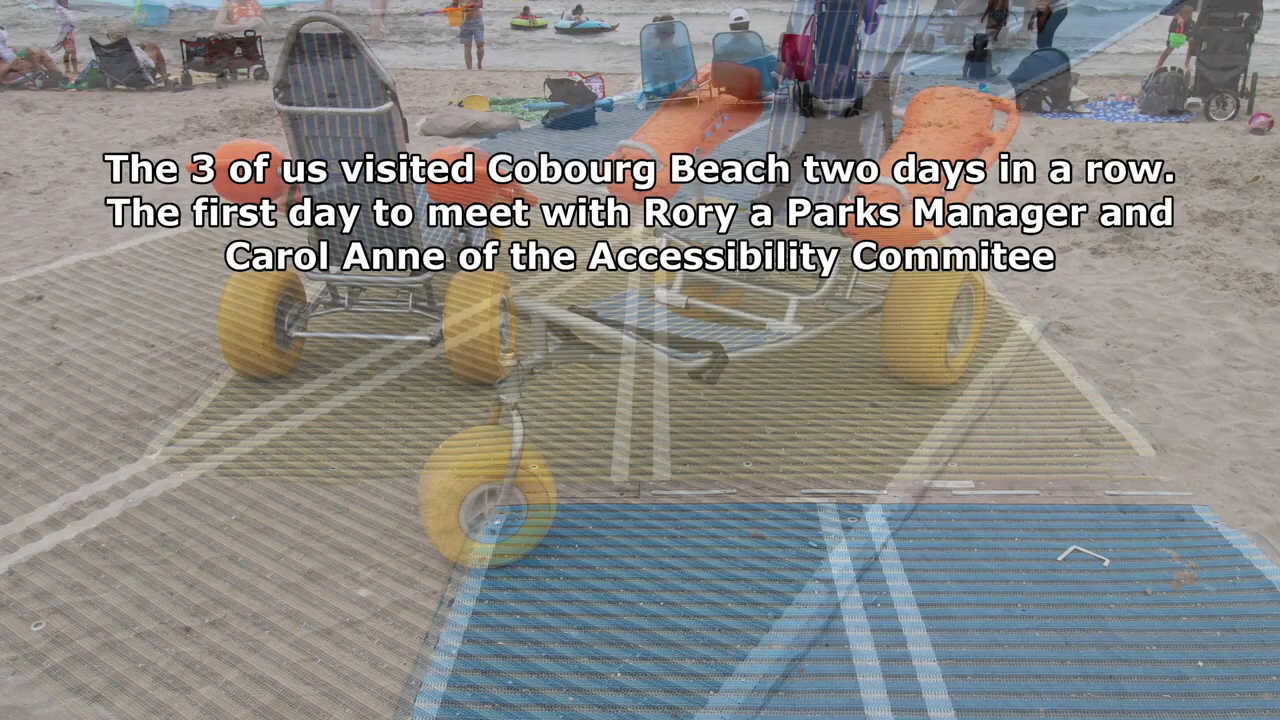 The 3 of us visited Cobourg Beach two days in a row.
The first day to meet with Rory a Parks Manager and
Carol Anne of the Accessibility Commitee